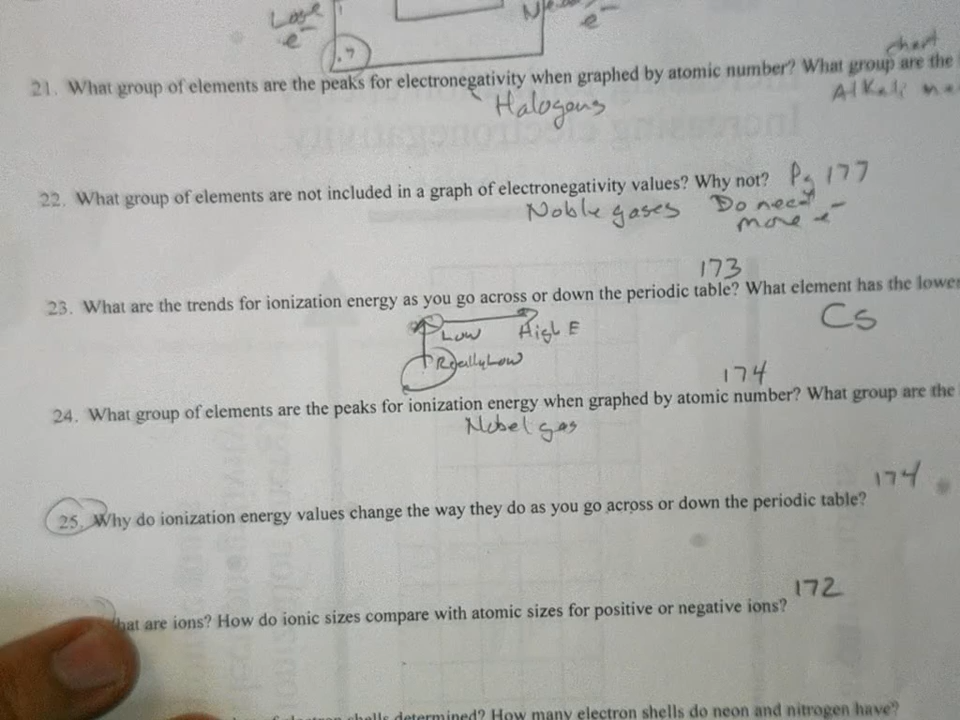 Lose
e-
e-
.7
chart
21. What group of elements are the peaks for electronegativity when graphed by atomic number? What group are the
Halogons
Alkali
22. What group of elements are not included in a graph of electronegativity values? Why not? Pg 177
Noble gases Do need
more e-
173
23. What are the trends for ionization energy as you go across or down the periodic table? What element has the lowes
Low High E
Cs
Really Low
174
24. What group of elements are the peaks for ionization energy when graphed by atomic number? What group are the
Nobel gas
174
25. Why do ionization energy values change the way they do as you go across or down the periodic table?
172
hat are ions? How do ionic sizes compare with atomic sizes for positive or negative ions?
shells determined? How many electron shells do neon and nitrogen have?